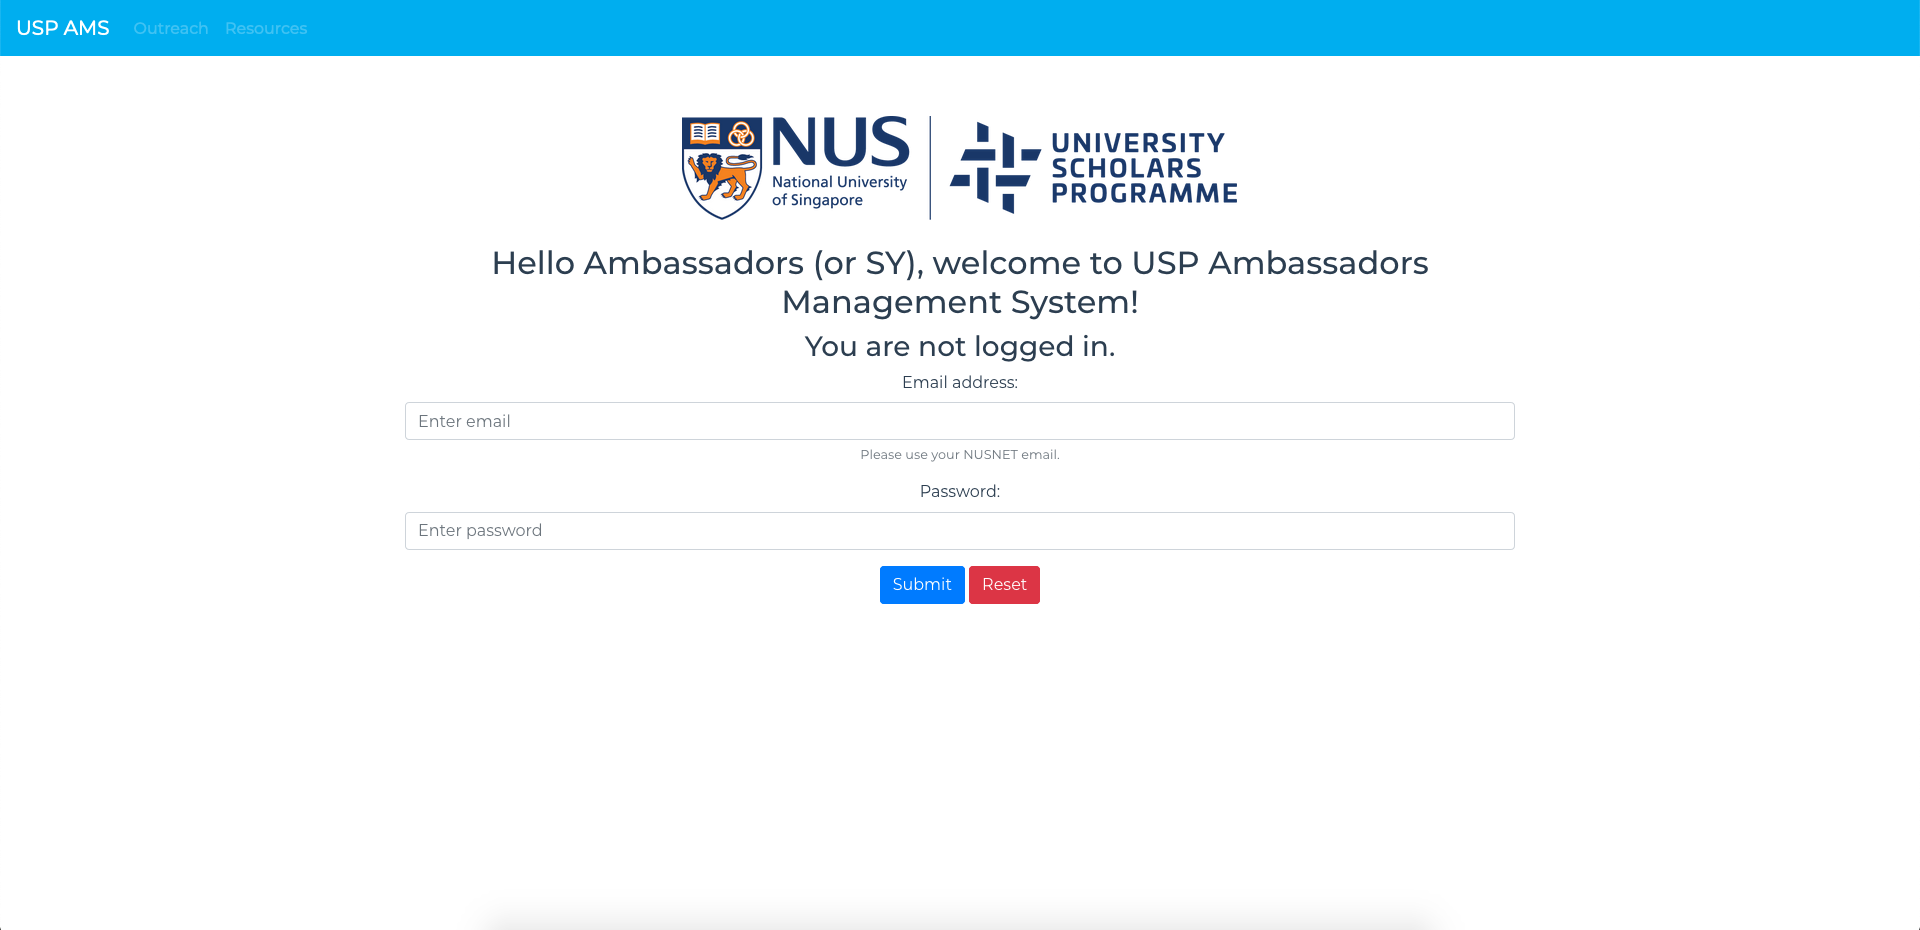 USP AMS Outreach Resources
NUS
National University
of Singapore
UNIVERSITY
SCHOLARS
PROGRAMME
Hello Ambassadors (or SY), welcome to USP Ambassadors
Management System!
You are not logged in.
Email address:
Enter email
Please use your NUSNET email.
Password:
Enter password
Submit Reset